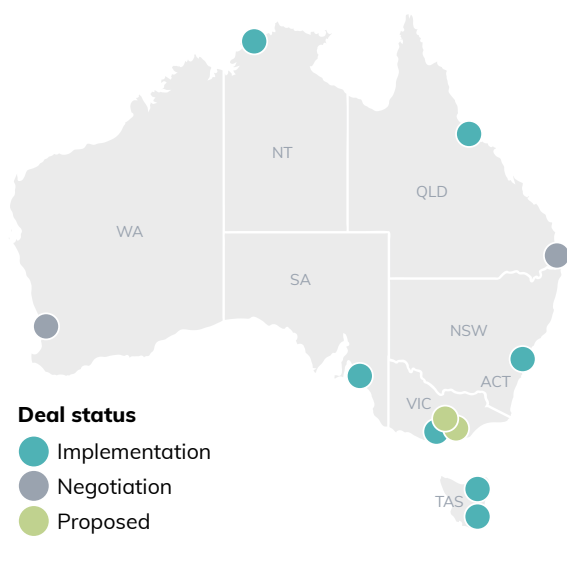 NT
QLD
WA
SA
NSW
ACT
VIC
TAS
Deal status
Implementation
Negotiation
Proposed